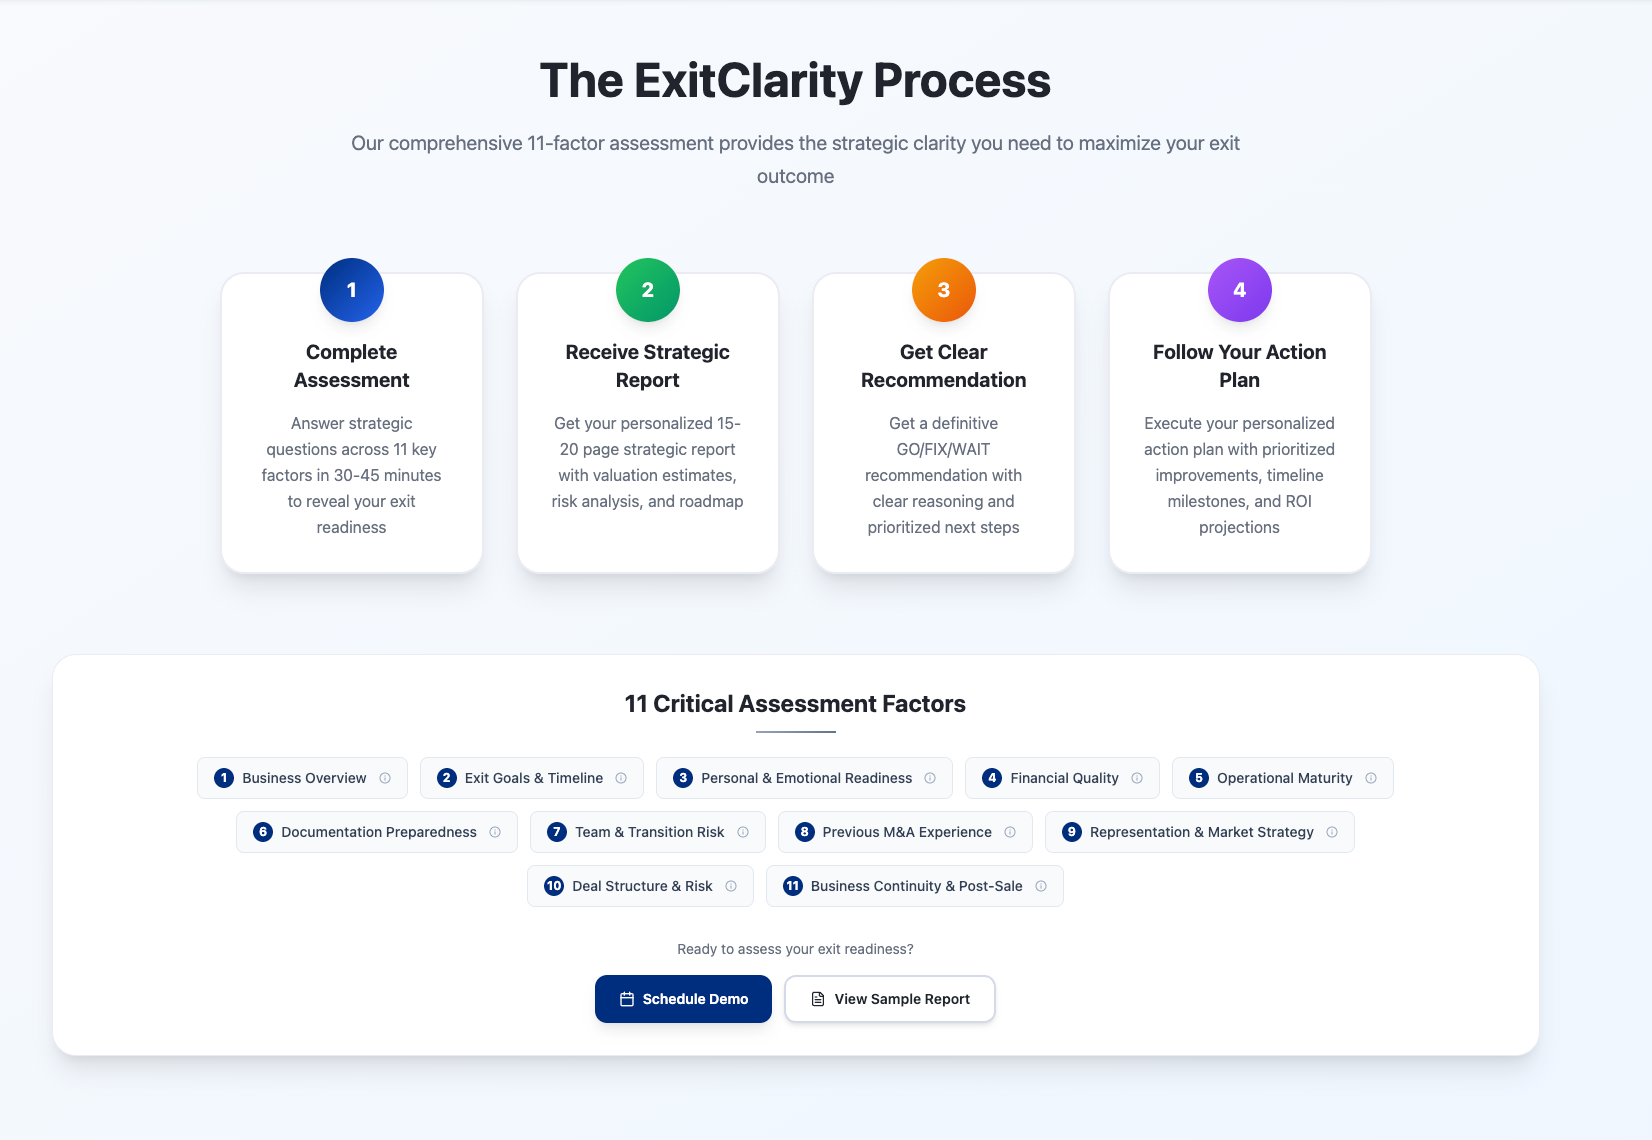 The ExitClarity Process
Our comprehensive 11-factor assessment provides the strategic clarity you need to maximize your exit
outcome
1
Complete
Assessment
Answer strategic
questions across 11 key
factors in 30-45 minutes
to reveal your exit
readiness
2
Receive Strategic
Report
Get your personalized 15-
20 page strategic report
with valuation estimates,
risk analysis, and roadmap
3
Get Clear
Recommendation
Get a definitive
GO/FIX/WAIT
recommendation with
clear reasoning and
prioritized next steps
4
Follow Your Action
Plan
Execute your personalized
action plan with prioritized
improvements, timeline
milestones, and ROI
projections
11 Critical Assessment Factors
1 Business Overview
2 Exit Goals & Timeline
3 Personal & Emotional Readiness
4 Financial Quality
5 Operational Maturity
6 Documentation Preparedness
7 Team & Transition Risk
8 Previous M&A Experience
9 Representation & Market Strategy
10 Deal Structure & Risk
11 Business Continuity & Post-Sale
Ready to assess your exit readiness?
Schedule Demo
View Sample Report